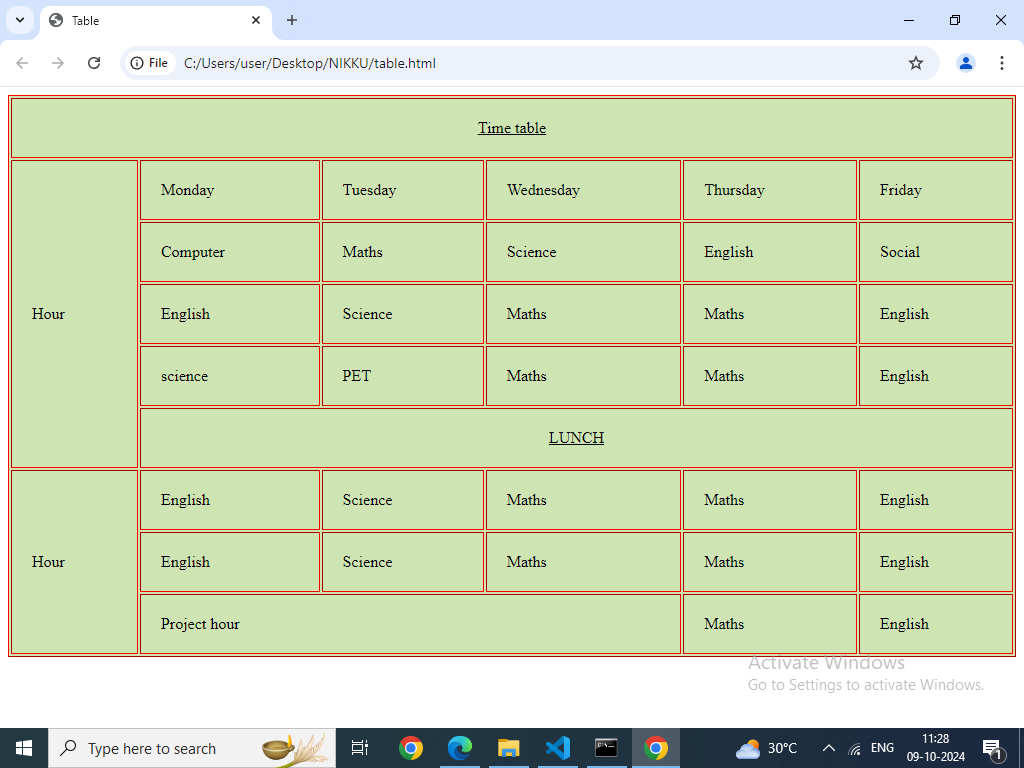 Table
File C:/Users/user/Desktop/NIKKU/table.html
Time table
Monday Tuesday Wednesday Thursday Friday
Computer Maths Science English Social
Hour English Science Maths Maths English
science PET Maths Maths English
LUNCH
English Science Maths Maths English
Hour English Science Maths Maths English
Project hour Maths English
Activate Windows
Go to Settings to activate Windows.
Type here to search 30°C ENG 11:28
09-10-2024 1